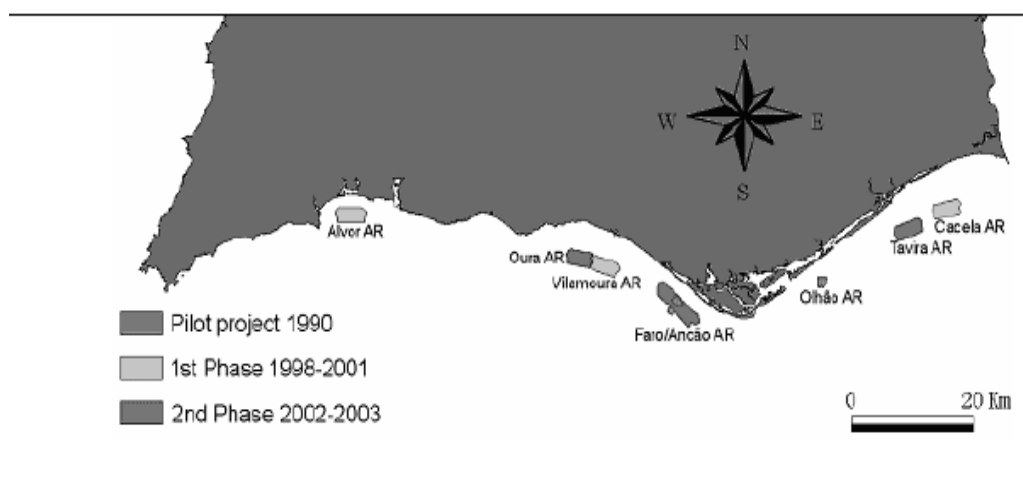 N
W E
S
Alvor AR
Cacela AR
Tavira AR
Oura AR
Vilamoura AR
Olhão AR
Faro/Ancão AR
Pilot project 1990
1st Phase 1998-2001
2nd Phase 2002-2003
0 20 Km